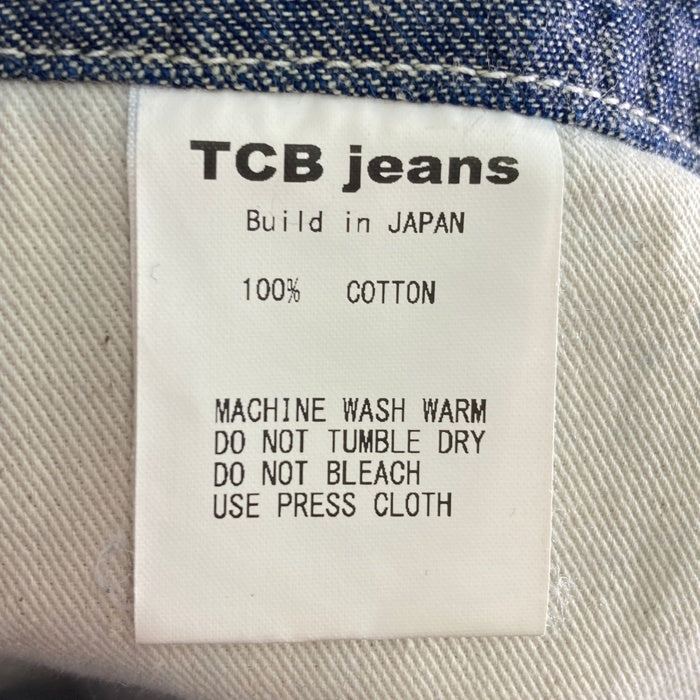 TCB jeans
Build in JAPAN
100% COTTON
MACHINE WASH WARM
DO NOT TUMBLE DRY
DO NOT BLEACH
USE PRESS CLOTH